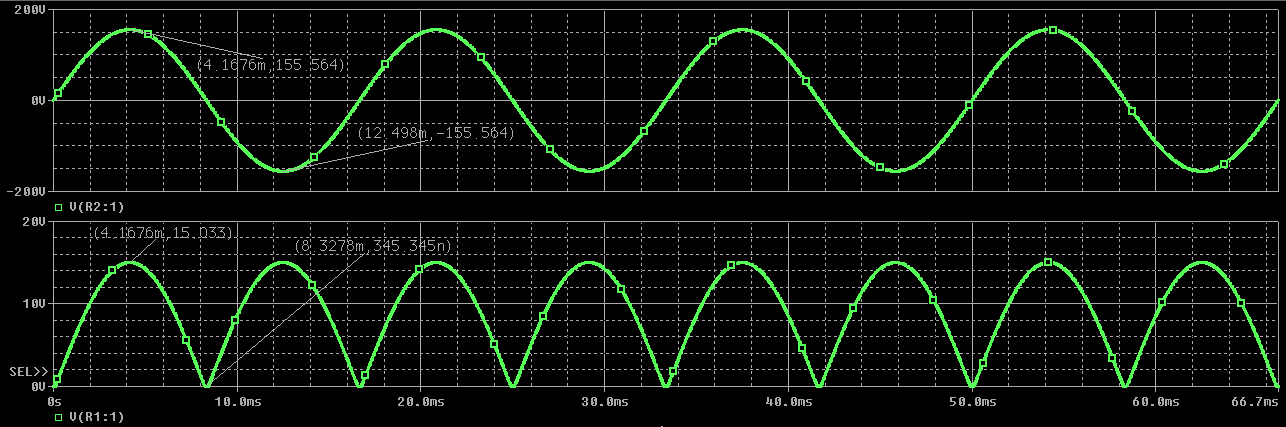 200V
(4 1676m,155 564)
0V
(12 498m,-155 564)
-200V
V(R2:1)
20V
(4 1676m,15 033)
(8 3278m,345 345n)
10V
SEL>>
0V
0s 10.0ms 20.0ms 30.0ms 40.0ms 50.0ms 60.0ms 66.7ms
V(R1:1)